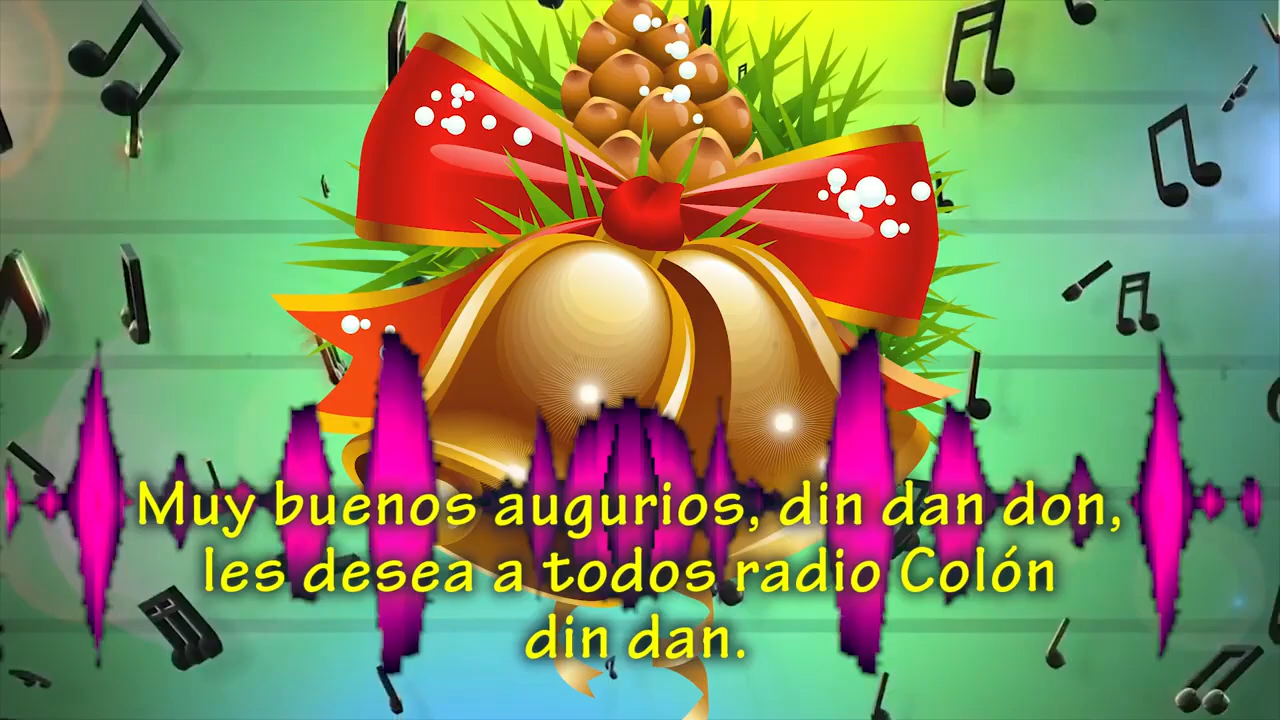 Muy buenos augurios, din dan don,
les desea a todos radio Colón
din dan.